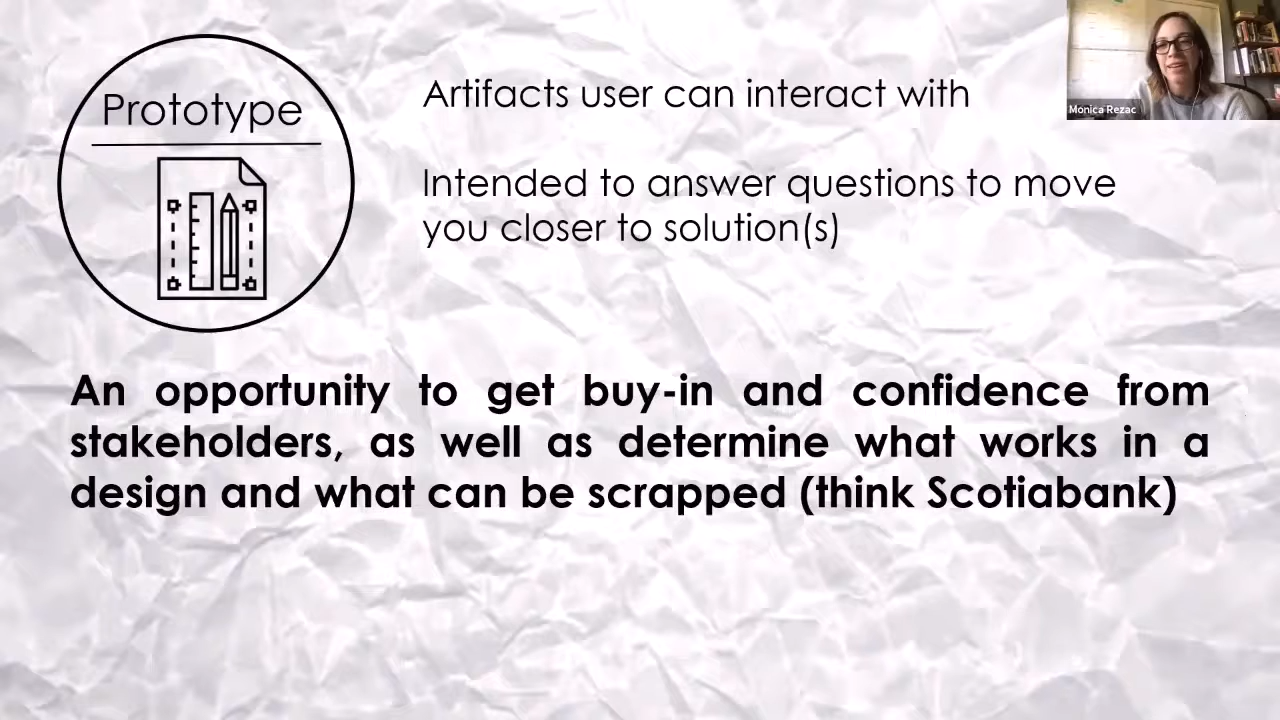 Prototype
Artifacts user can interact with
Intended to answer questions to move
you closer to solution(s)
Monica Rezac
An opportunity to get buy-in and confidence from
stakeholders, as well as determine what works in a
design and what can be scrapped (think Scotiabank)